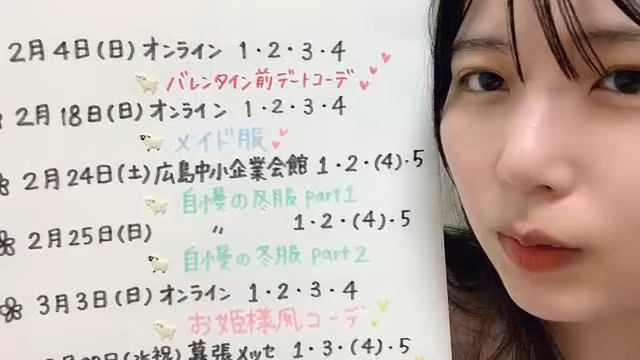 2月4日(日)オンライン 1・2・3・4
バレンタイン前デートコーデ
2月18日(日)オンライン 1・2・3・4
メイド服
2月24日(土)広島中小企業会館 1・2・(4)・5
自慢の冬服 part1
2月25日(日) 〃 1・2・(4)・5
自慢の冬服 part2
3月3日(日)オンライン 1・2・3・4
お姫様風コーデ
(水祝)幕張メッセ 1・3・(4)・5